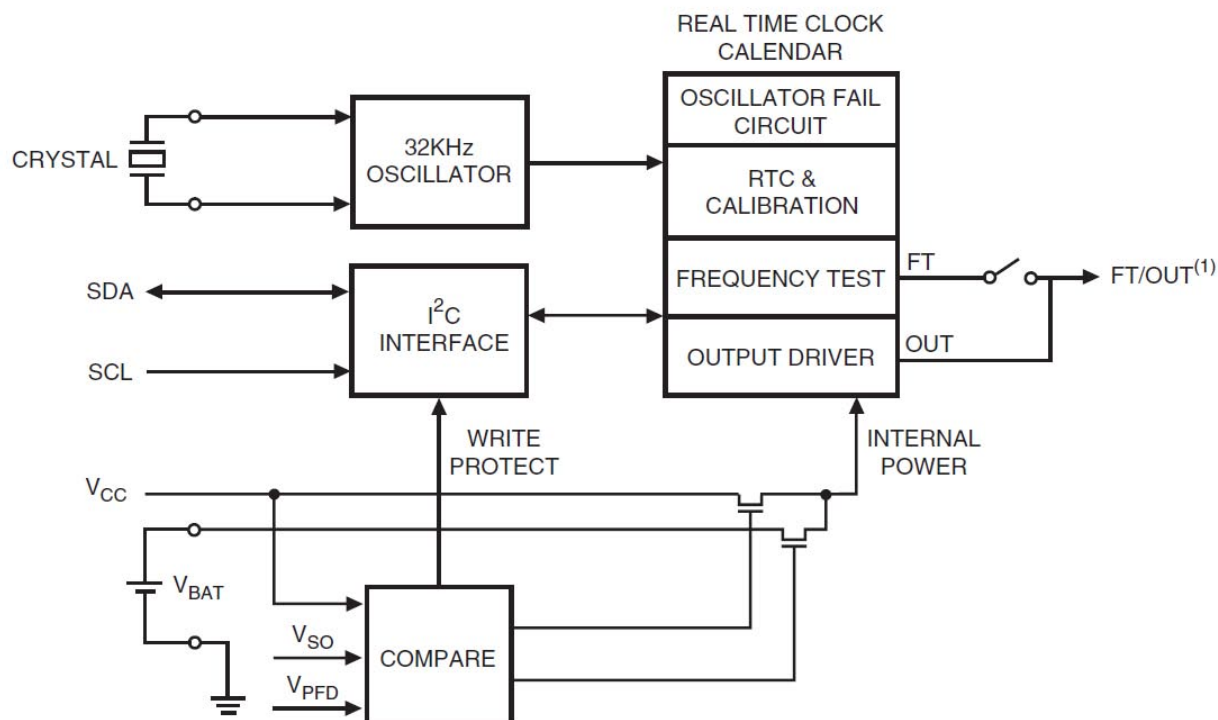 REAL TIME CLOCK
CALENDAR
OSCILLATOR FAIL
CIRCUIT
CRYSTAL
32KHz
OSCILLATOR
RTC &
CALIBRATION
FREQUENCY TEST
FT
FT/OUT(1)
SDA
I2C
INTERFACE
OUTPUT DRIVER
OUT
SCL
WRITE
PROTECT
INTERNAL
POWER
VCC
VBAT
VSO
COMPARE
VPFD